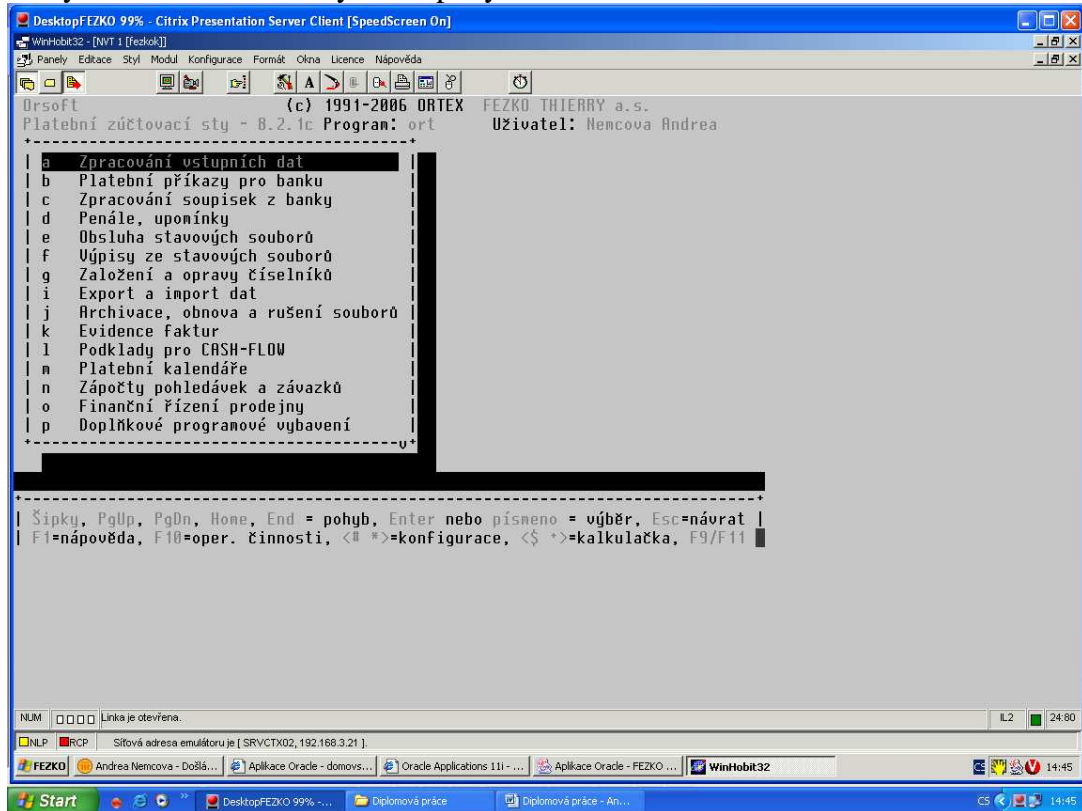 DesktopFEZKO 99% - Citrix Presentation Server Client [SpeedScreen On]
WinHobit32 - [NVT 1 [fezkok]]
Panely Editace Styl Modul Konfigurace Formát Okna Licence Nápověda
Orsoft (c) 1991-2006 ORTEX FEZKO THIERRY a.s.
Platební zúčtovací sty - 8.2.1c Program: ort Uživatel: Nemcova Andrea
a Zpracování vstupních dat
b Platební příkazy pro banku
c Zpracování soupisek z banky
d Penále, upomínky
e Obsluha stavových souborů
f Výpisy ze stavových souborů
g Založení a opravy číselníků
i Export a import dat
j Archivace, obnova a rušení souborů
k Evidence faktur
l Podklady pro CASH-FLOW
m Platební kalendáře
n Zápočty pohledávek a závazků
o Finanční řízení prodejny
p Doplňkové programové vybavení
Šipky, PgUp, PgDn, Home, End = pohyb, Enter nebo písmeno = výběr, Esc=návrat
F1=nápověda, F10=oper. činnosti, <# *>=konfigurace, <$ +>=kalkulačka, F9/F11
NUM Linka je otevřena. IL2 24:80
NLP RCP Síťová adresa emulátoru je [ SRVCTX02, 192.168.3.21 ].
FEZKO Andrea Nemcova - Došlá... Aplikace Oracle - domovs... Oracle Applications 11i - ... Aplikace Oracle - FEZKO ... WinHobit32 CS 14:45
Start DesktopFEZKO 99% -... Diplomová práce Diplomová práce - An... CS 14:45